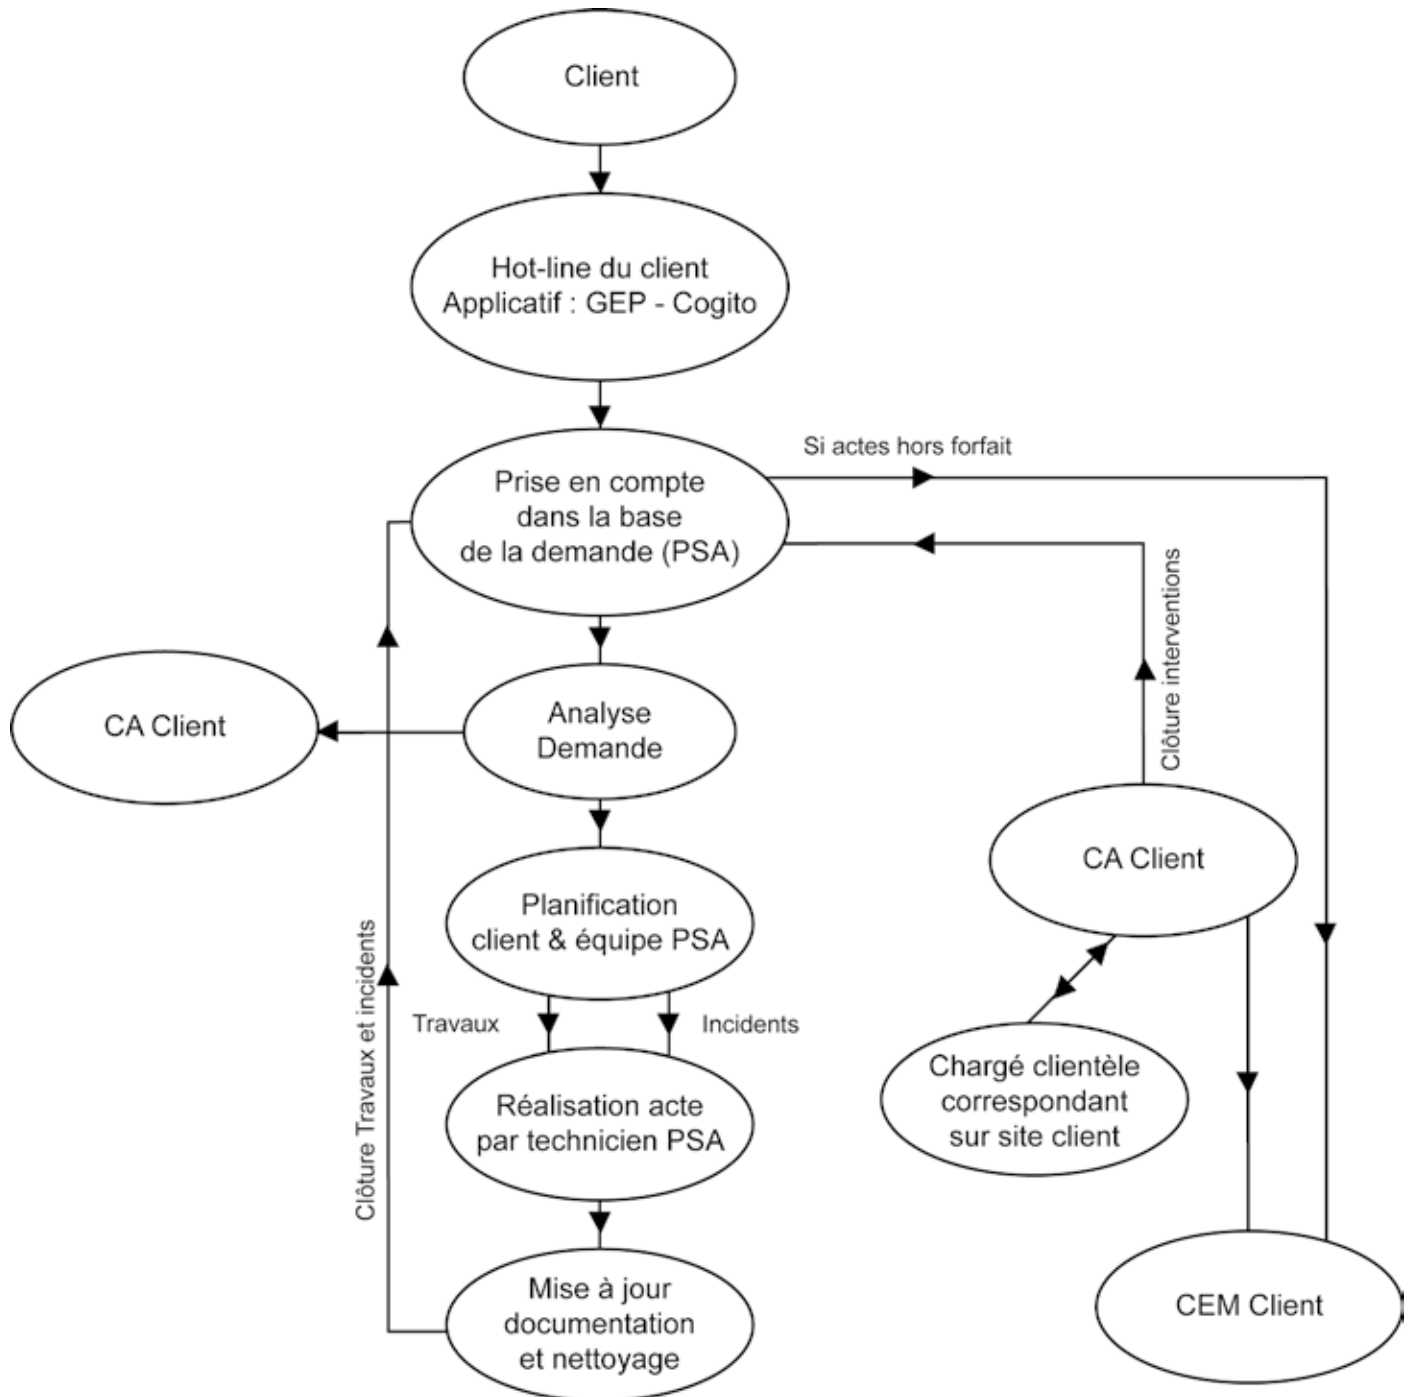 Client
Hot-line du client
Applicatif : GEP - Cogito
Si actes hors forfait
Prise en compte
dans la base
de la demande (PSA)
Clôture interventions
CA Client
Analyse
Demande
CA Client
Planification
client & équipe PSA
Clôture Travaux et incidents
Travaux
Incidents
Chargé clientèle
correspondant
sur site client
Réalisation acte
par technicien PSA
Mise à jour
documentation
et nettoyage
CEM Client